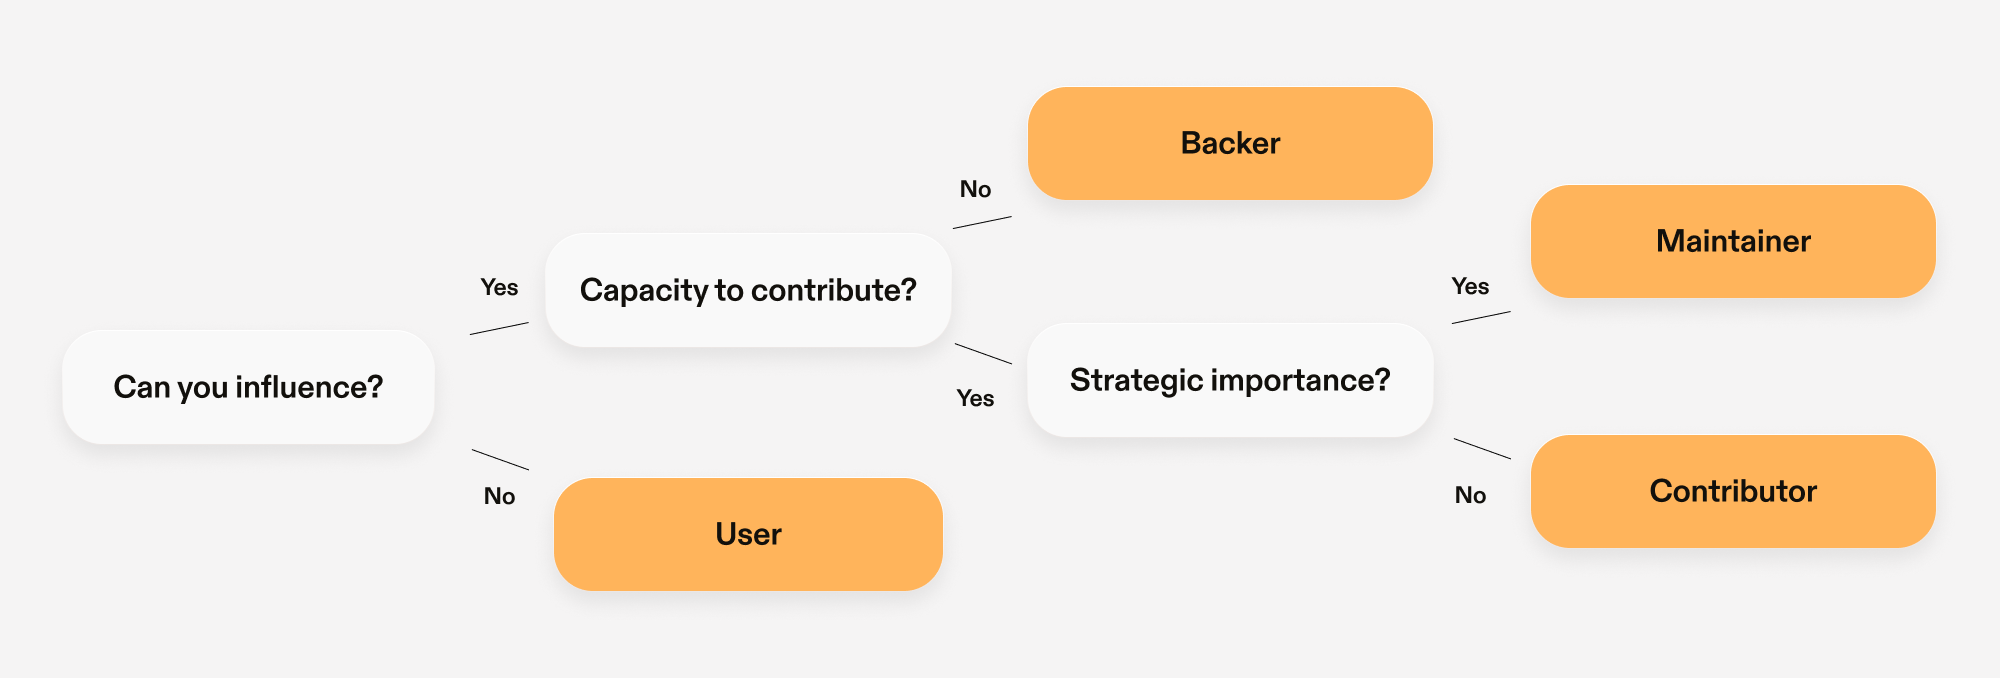 Can you influence?
Yes
Capacity to contribute?
No
Backer
Yes
Strategic importance?
Yes
Maintainer
No
Contributor
No
User